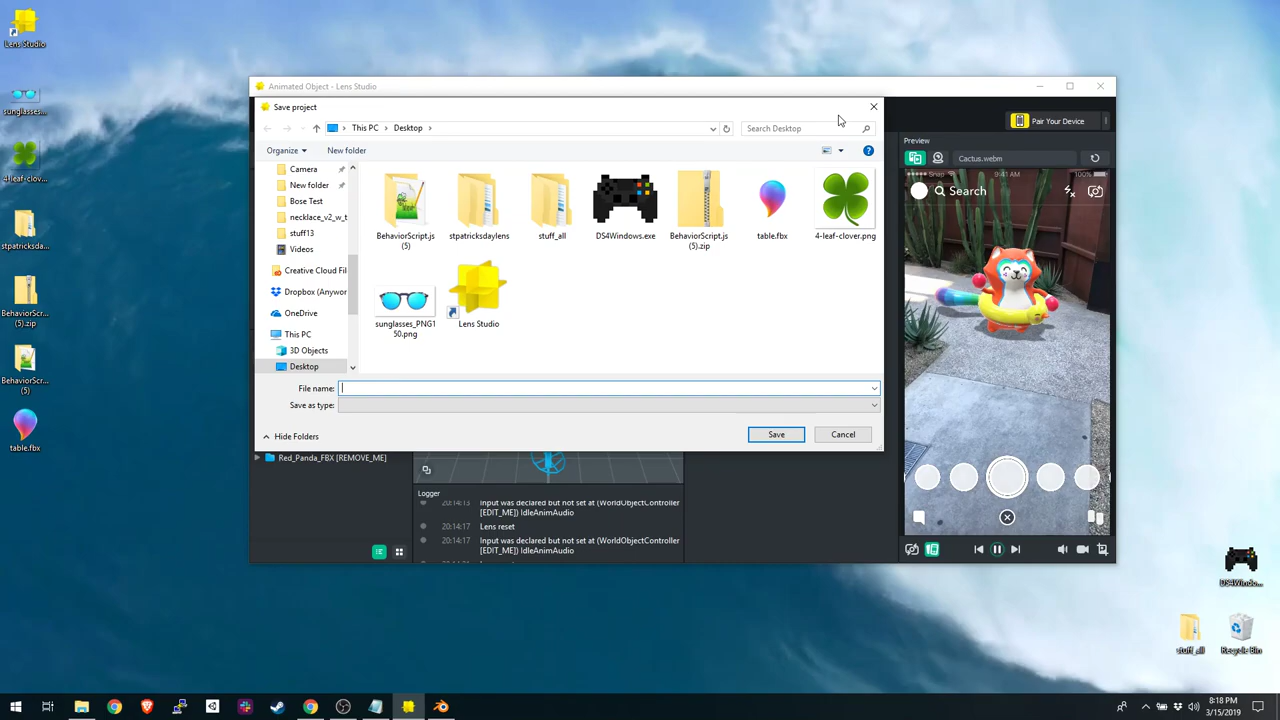 Lens Studio
sunglasses...
4-leaf-clov...
stpatricksda...
BehaviorScr...
(5).zip
BehaviorScr...
(5)
table.fbx
Animated Object - Lens Studio
Save project
This PC
Desktop
Search Desktop
Organize
New folder
Camera
New folder
Bose Test
necklace_v2_w_t
stuff13
Videos
Creative Cloud Fil
Dropbox (Anywor
OneDrive
This PC
3D Objects
Desktop
BehaviorScript.js
(5)
stpatricksdaylens
stuff_all
DS4Windows.exe
BehaviorScript.js
(5).zip
table.fbx
4-leaf-clover.png
sunglasses_PNG1
50.png
Lens Studio
File name:
Save as type:
Hide Folders
Save
Cancel
Pair Your Device
Preview
Cactus.webm
Snap
9:41 AM
100%
Search
Red_Panda_FBX [REMOVE_ME]
Logger
20:14:13 Input was declared but not set at (WorldObjectController
[EDIT_ME]) IdleAnimAudio
20:14:17 Lens reset
20:14:17 Input was declared but not set at (WorldObjectController
[EDIT_ME]) IdleAnimAudio
DS4Windo...
stuff_all
Recycle Bin
8:18 PM
3/15/2019